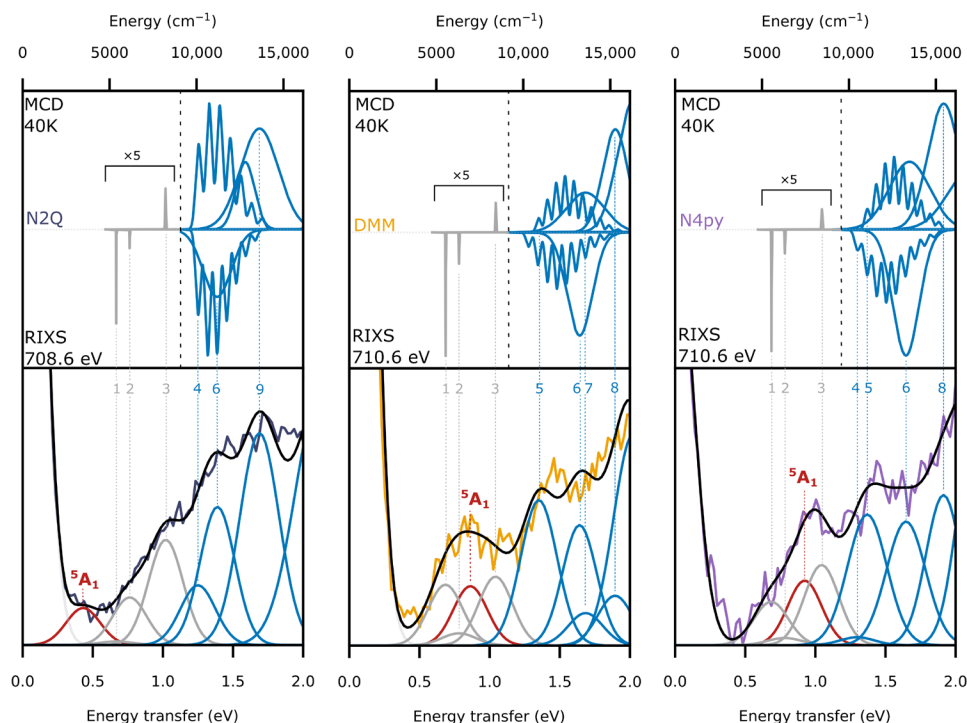 Energy (cm⁻¹)
Energy (cm⁻¹)
Energy (cm⁻¹)
0 5000 10,000 15,000
0 5000 10,000 15,000
0 5000 10,000 15,000
MCD
40K
×5
N2Q
RIXS
708.6 eV
MCD
40K
×5
DMM
RIXS
710.6 eV
MCD
40K
×5
N4py
RIXS
710.6 eV
1 2 3 4 6 9
⁵A₁
1 2 3 5 6 7 8
⁵A₁
1 2 3 4 5 6 8
⁵A₁
0.0 0.5 1.0 1.5 2.0
0.0 0.5 1.0 1.5 2.0
0.0 0.5 1.0 1.5 2.0
Energy transfer (eV)
Energy transfer (eV)
Energy transfer (eV)